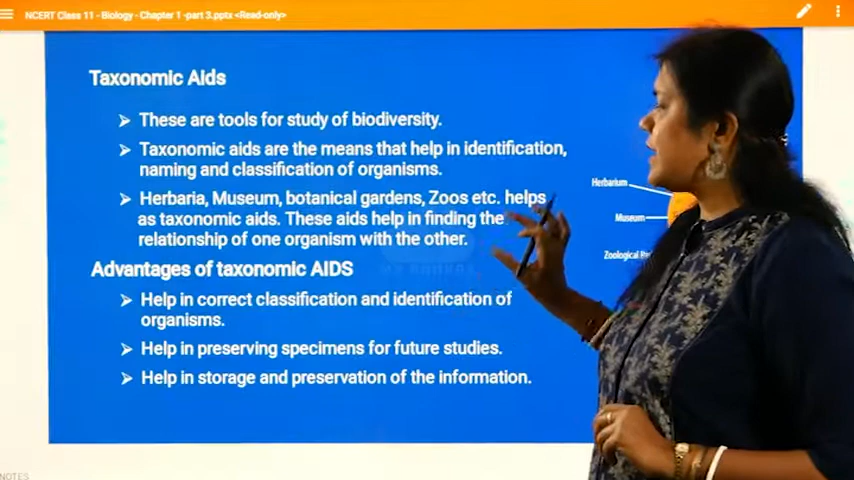 NCERT Class 11 - Biology - Chapter 1 -part 3.pptx <Read-only>
Taxonomic Aids
➢ These are tools for study of biodiversity.
➢ Taxonomic aids are the means that help in identification,
naming and classification of organisms.
➢ Herbaria, Museum, botanical gardens, Zoos etc. helps
as taxonomic aids. These aids help in finding the
relationship of one organism with the other.
Herbarium
Museum
Zoological
Advantages of taxonomic AIDS
➢ Help in correct classification and identification of
organisms.
➢ Help in preserving specimens for future studies.
➢ Help in storage and preservation of the information.
NOTES